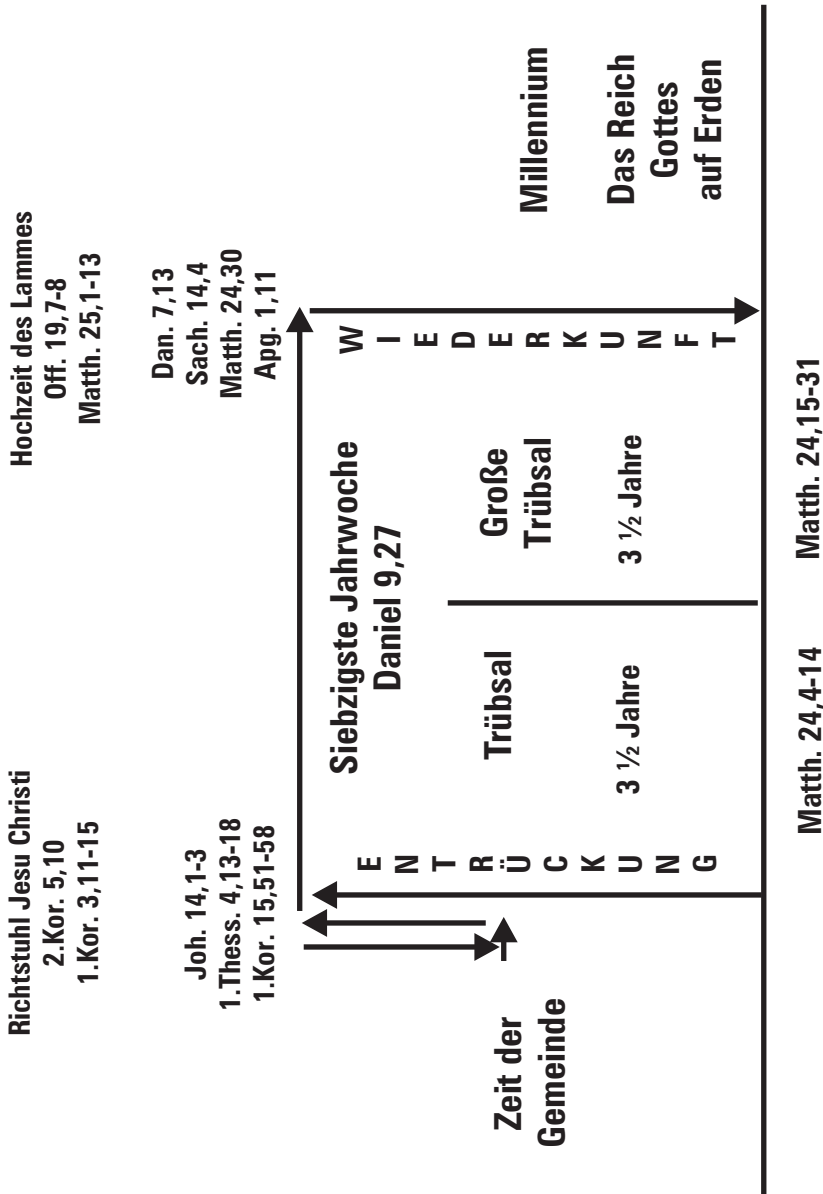 Richtstuhl Jesu Christi
2.Kor. 5,10
1.Kor. 3,11-15
Hochzeit des Lammes
Off. 19,7-8
Matth. 25,1-13
Joh. 14,1-3
1.Thess. 4,13-18
1.Kor. 15,51-58
Dan. 7,13
Sach. 14,4
Matth. 24,30
Apg. 1,11
Zeit der
Gemeinde
ENTRÜCKUNG
Siebzigste Jahrwoche
Daniel 9,27
Trübsal
3 ½ Jahre
Große
Trübsal
3 ½ Jahre
WIEDERKUNFT
Millennium
Das Reich
Gottes
auf Erden
Matth. 24,4-14
Matth. 24,15-31